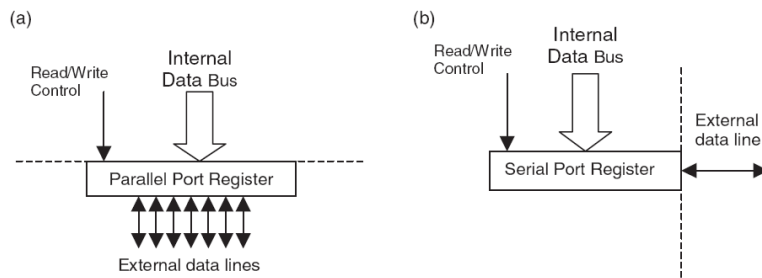 (a)
Read/Write
Control
Internal
Data Bus
Parallel Port Register
External data lines
(b)
Read/Write
Control
Internal
Data Bus
Serial Port Register
External
data line